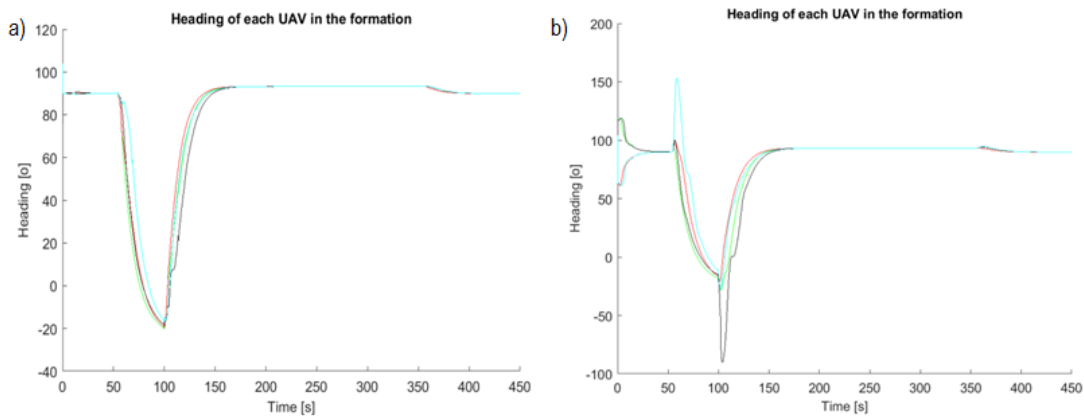 a)
Heading of each UAV in the formation
120
100
80
60
40
20
0
-20
-40
Heading [o]
0 50 100 150 200 250 300 350 400 450
Time [s]
b)
Heading of each UAV in the formation
200
150
100
50
0
-50
-100
Heading [o]
0 50 100 150 200 250 300 350 400 450
Time [s]